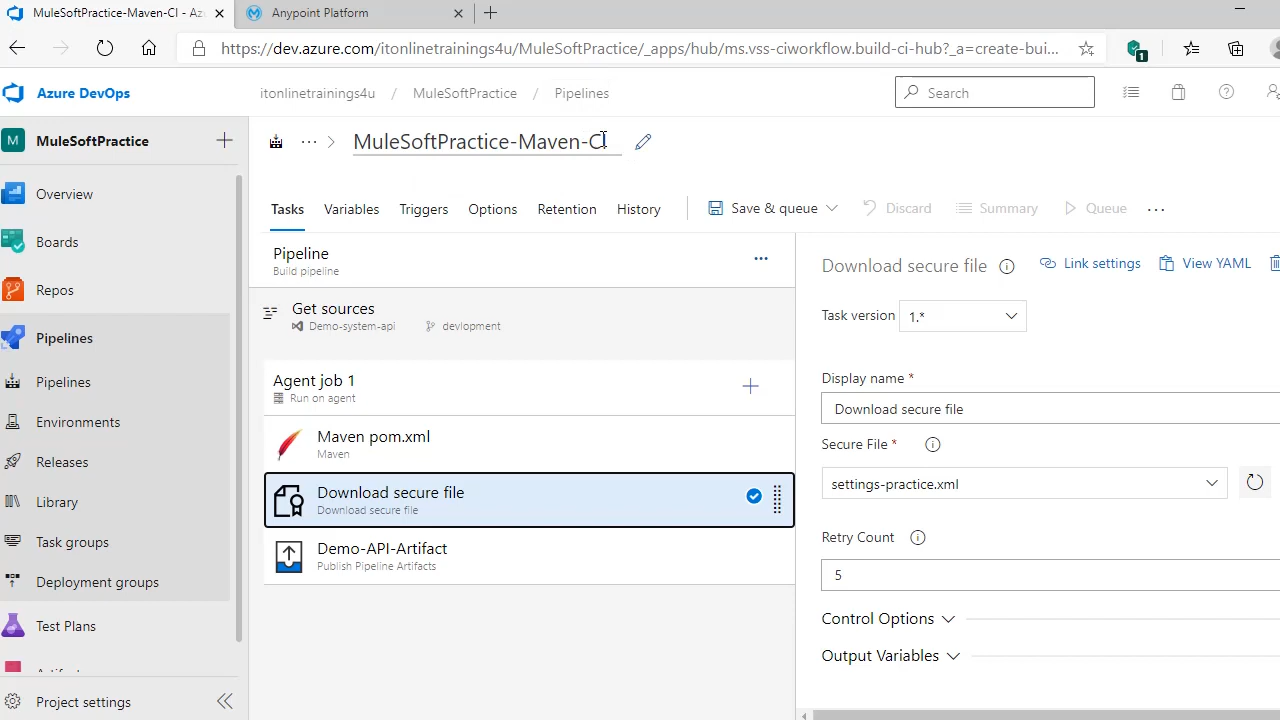 MuleSoftPractice-Maven-CI - Az
Anypoint Platform
https://dev.azure.com/itonlinetrainings4u/MuleSoftPractice/_apps/hub/ms.vss-ciworkflow.build-ci-hub?_a=create-bui...
1
Azure DevOps
itonlinetrainings4u / MuleSoftPractice / Pipelines
Search
M MuleSoftPractice
MuleSoftPractice-Maven-CI
Overview
Boards
Repos
Pipelines
Pipelines
Environments
Releases
Library
Task groups
Deployment groups
Test Plans
Project settings
Tasks Variables Triggers Options Retention History Save & queue Discard Summary Queue ...
Pipeline
Build pipeline
Get sources
Demo-system-api devlopment
Agent job 1
Run on agent
Maven pom.xml
Maven
Download secure file
Download secure file
Demo-API-Artifact
Publish Pipeline Artifacts
Download secure file Link settings View YAML
Task version 1.*
Display name *
Download secure file
Secure File *
settings-practice.xml
Retry Count
5
Control Options
Output Variables